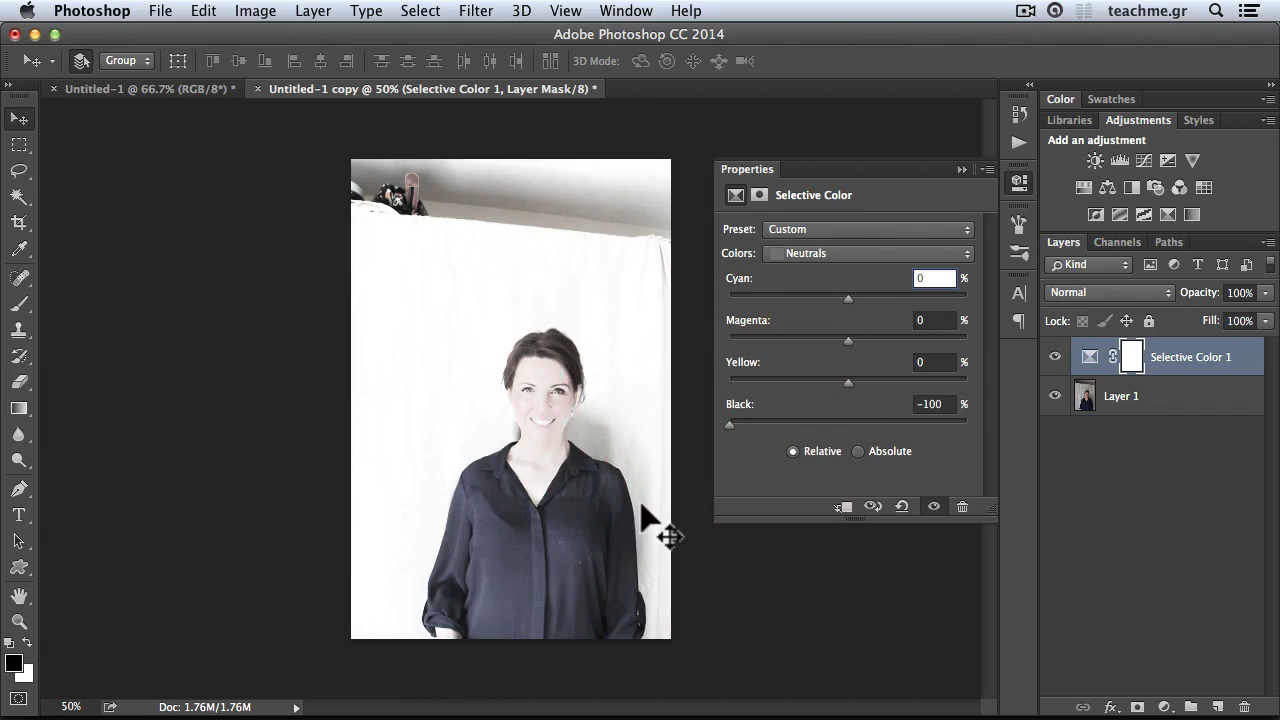 Photoshop File Edit Image Layer Type Select Filter 3D View Window Help teachme.gr
Adobe Photoshop CC 2014
Group 3D Mode:
Untitled-1 @ 66.7% (RGB/8*) * Untitled-1 copy @ 50% (Selective Color 1, Layer Mask/8) *
Color Swatches
Libraries Adjustments Styles
Add an adjustment
Properties
Selective Color
Preset: Custom
Colors: Neutrals
Cyan: 0 %
Magenta: 0 %
Yellow: 0 %
Black: -100 %
Relative Absolute
Layers Channels Paths
Kind
Normal Opacity: 100%
Lock: Fill: 100%
Selective Color 1
Layer 1
50% Doc: 1.76M/1.76M